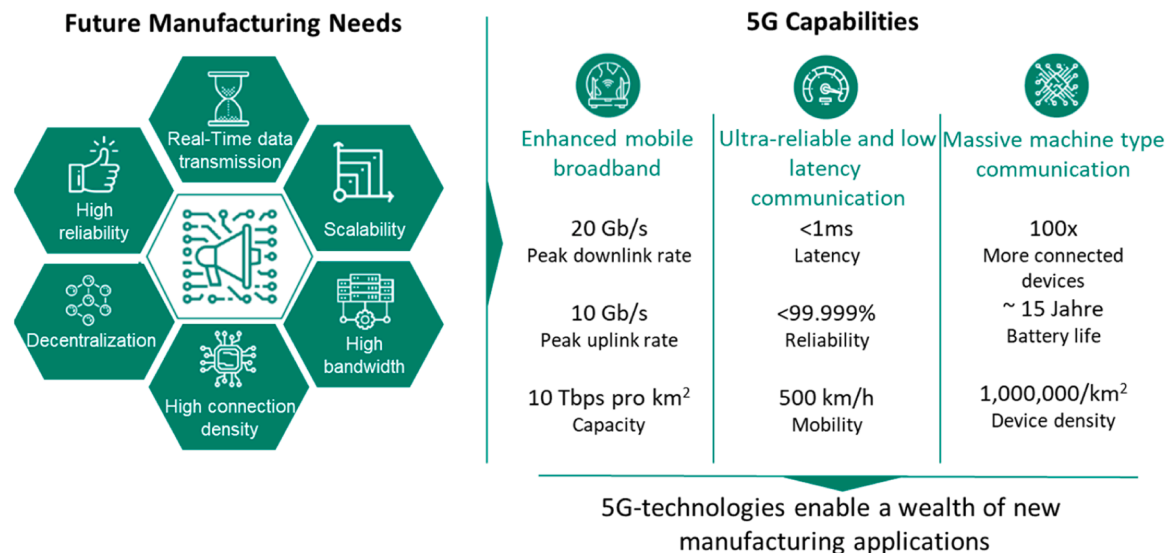 Future Manufacturing Needs
Real-Time data
transmission
High
reliability
Scalability
Decentralization
High
bandwidth
High connection
density
5G Capabilities
Enhanced mobile
broadband
20 Gb/s
Peak downlink rate
10 Gb/s
Peak uplink rate
10 Tbps pro km²
Capacity
Ultra-reliable and low
latency
communication
<1ms
Latency
<99.999%
Reliability
500 km/h
Mobility
Massive machine type
communication
100x
More connected
devices
~ 15 Jahre
Battery life
1,000,000/km²
Device density
5G-technologies enable a wealth of new
manufacturing applications